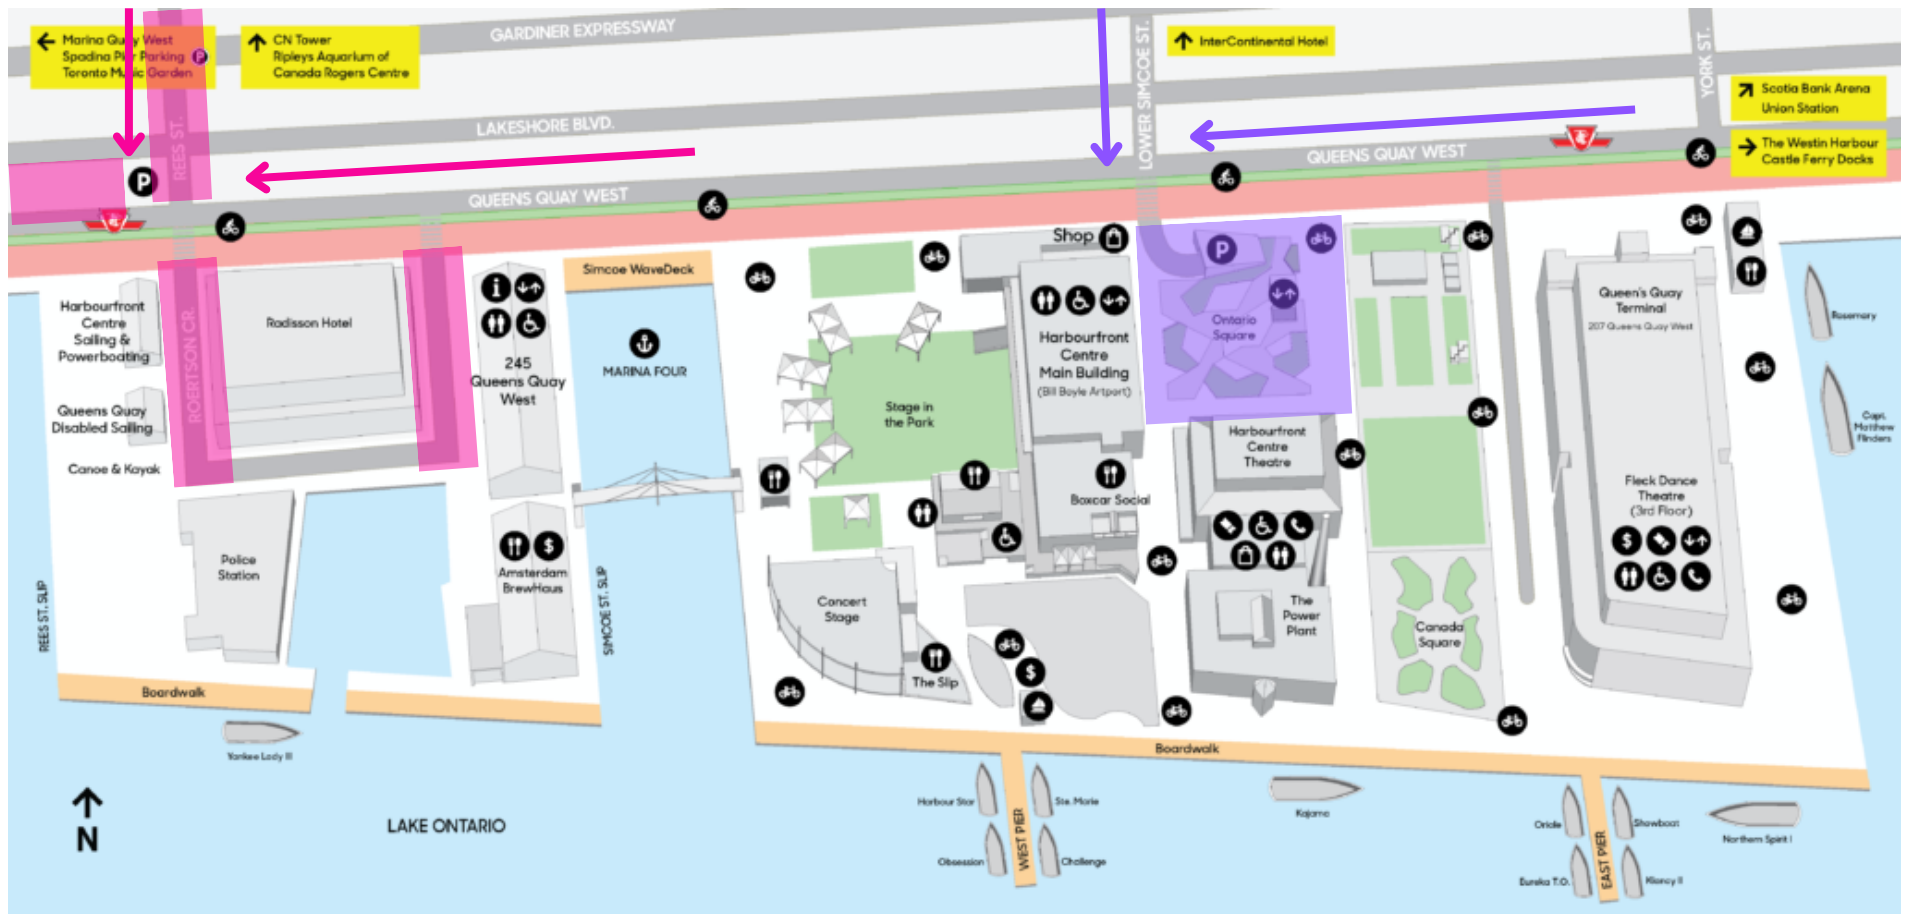 Marina Quay West
Spadina Pier Parking P
Toronto Music Garden
CN Tower
Ripleys Aquarium of
Canada Rogers Centre
GARDINER EXPRESSWAY
InterContinental Hotel
LOWER SIMCOE ST.
YORK ST.
Scotia Bank Arena
Union Station
The Westin Harbour
Castle Ferry Docks
LAKESHORE BLVD.
REES ST.
P
QUEENS QUAY WEST
QUEENS QUAY WEST
Shop
P
Simcoe WaveDeck
Harbourfront
Centre
Sailing &
Powerboating
Radisson Hotel
ROBERTSON CR.
i
245
Queens Quay
West
MARINA FOUR
Queens Quay
Disabled Sailing
Canoe & Kayak
Stage in
the Park
Harbourfront
Centre
Main Building
(Bill Boyle Artport)
Ontario
Square
Queen's Quay
Terminal
207 Queens Quay West
Rosemary
Capt.
Matthew
Flinders
Harbourfront
Centre
Theatre
Boxcar Social
Fleck Dance
Theatre
(3rd Floor)
$
Police
Station
$
Amsterdam
BrewHaus
REES ST. SLIP
SIMCOE ST. SLIP
Concert
Stage
The Slip
$
The
Power
Plant
Canada
Square
Boardwalk
Boardwalk
Yankee Lady III
N
LAKE ONTARIO
Harbour Star
Ste. Marie
Obsession
Challenge
WEST PIER
Kajama
Oriole
Showboat
Northern Spirit I
Eureka T.O.
Klancy II
EAST PIER